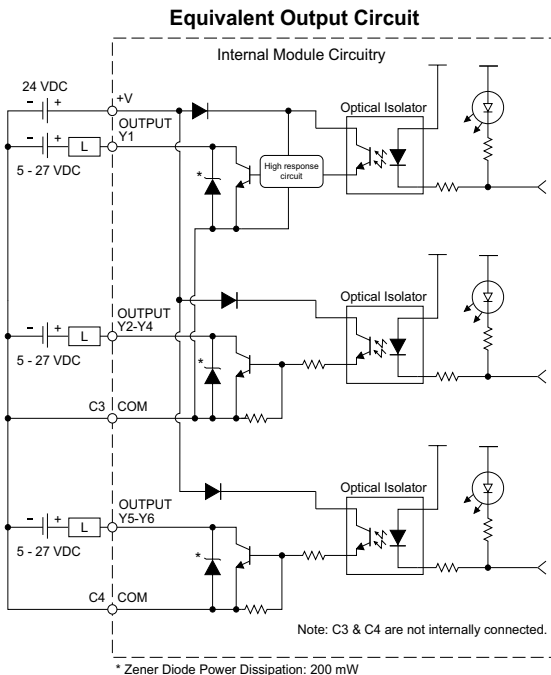 Equivalent Output Circuit
Internal Module Circuitry
24 VDC
- +
+V
OUTPUT
Y1
- +
L
5 - 27 VDC
*
High response
circuit
Optical Isolator
OUTPUT
Y2-Y4
- +
L
5 - 27 VDC
*
Optical Isolator
C3 COM
OUTPUT
Y5-Y6
- +
L
5 - 27 VDC
*
Optical Isolator
C4 COM
Note: C3 & C4 are not internally connected.
* Zener Diode Power Dissipation: 200 mW